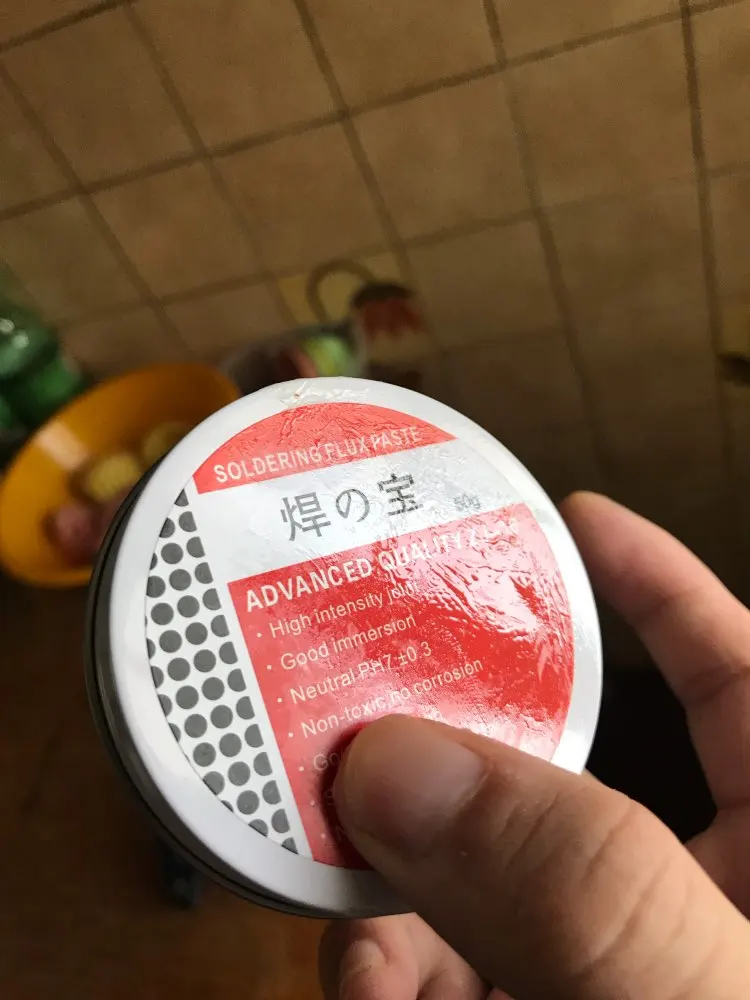 SOLDERING FLUX PASTE
焊の宝 50g
ADVANCED QUALITY
· High intensity joint
· Good immersion
· Neutral PH7±0.3
· Non-toxic,no corrosion